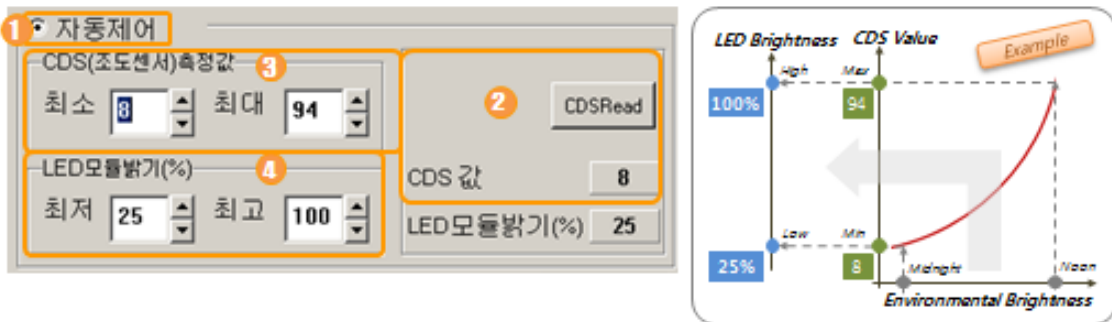 1 자동제어
CDS(조도센서)측정값 3
최소 8 최대 94
2 CDSRead
CDS 값 8
LED모듈밝기(%) 4
최저 25 최고 100
LED모듈밝기(%) 25
LED Brightness CDS Value
Example
High Max
100% 94
Low Min
25% 8
Midnight Noon
Environmental Brightness